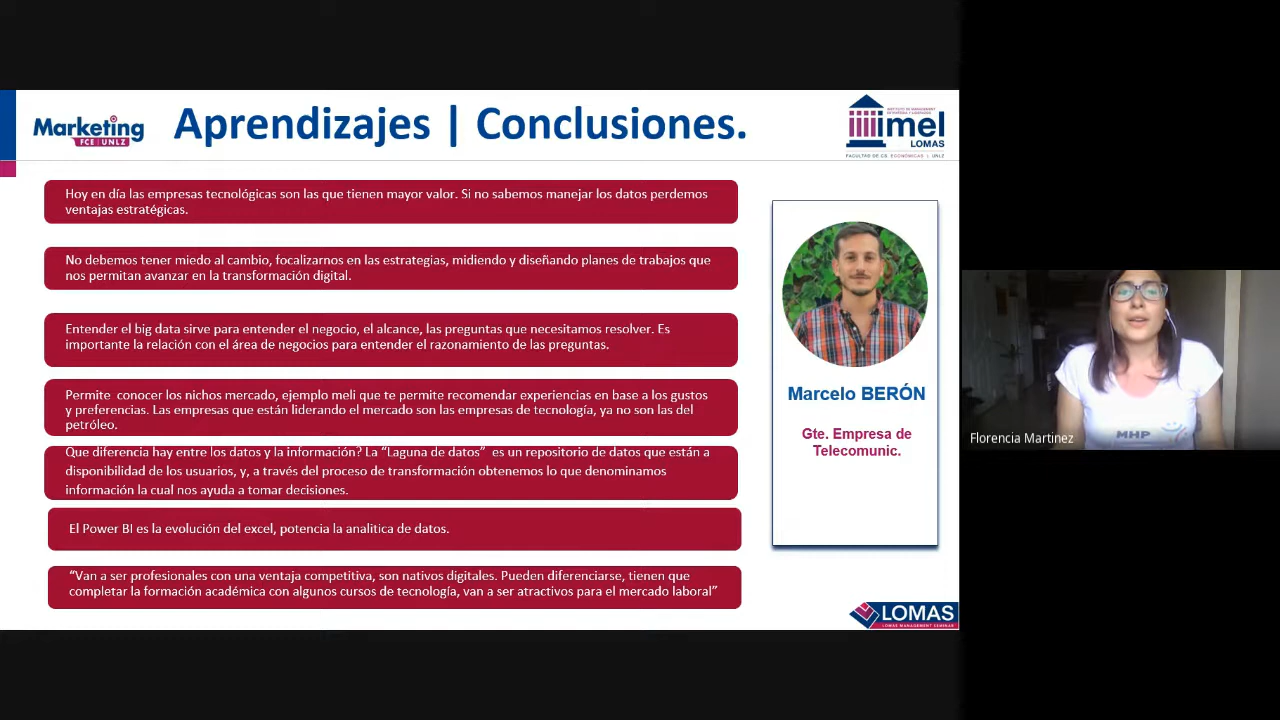 Marketing
FCE | UNLZ
Aprendizajes | Conclusiones.
imel
LOMAS
FACULTAD DE CS. ECONÓMICAS | UNLZ
Hoy en día las empresas tecnológicas son las que tienen mayor valor. Si no sabemos manejar los datos perdemos
ventajas estratégicas.
No debemos tener miedo al cambio, focalizarnos en las estrategias, midiendo y diseñando planes de trabajos que
nos permitan avanzar en la transformación digital.
Entender el big data sirve para entender el negocio, el alcance, las preguntas que necesitamos resolver. Es
importante la relación con el área de negocios para entender el razonamiento de las preguntas.
Permite conocer los nichos mercado, ejemplo meli que te permite recomendar experiencias en base a los gustos
y preferencias. Las empresas que están liderando el mercado son las empresas de tecnología, ya no son las del
petróleo.
Que diferencia hay entre los datos y la información? La “Laguna de datos” es un repositorio de datos que están a
disponibilidad de los usuarios, y, a través del proceso de transformación obtenemos lo que denominamos
información la cual nos ayuda a tomar decisiones.
El Power BI es la evolución del excel, potencia la analitica de datos.
“Van a ser profesionales con una ventaja competitiva, son nativos digitales. Pueden diferenciarse, tienen que
completar la formación académica con algunos cursos de tecnología, van a ser atractivos para el mercado laboral”
Marcelo BERÓN
Gte. Empresa de
Telecomunic.
LOMAS
LOMAS MANAGEMENT SEMINAR
MHP
Florencia Martinez